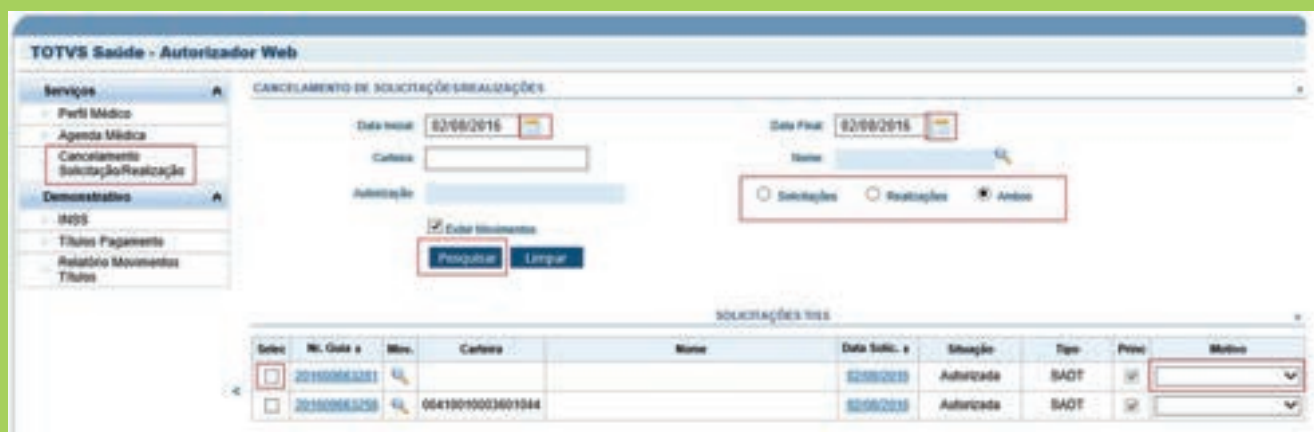 TOTVS Saúde - Autorizador Web
Serviços
Perfil Médico
Agenda Médica
Cancelamento
Solicitação/Realização
Demonstrativo
INSS
Títulos Pagamento
Relatório Movimentos
Títulos
CANCELAMENTO DE SOLICITAÇÕES/REALIZAÇÕES
Data Inicial 02/08/2016 Data Final 02/08/2016
Carteira Nome
Autorização Solicitações Realizações Ambos
Exibir Movimentos
Pesquisar Limpar
SOLICITAÇÕES TISS
Selec Nr. Guia Mov. Carteira Nome Data Solic. Situação Tipo Princ Motivo
02/08/2016 Autorizada SADT
02/08/2016 Autorizada SADT